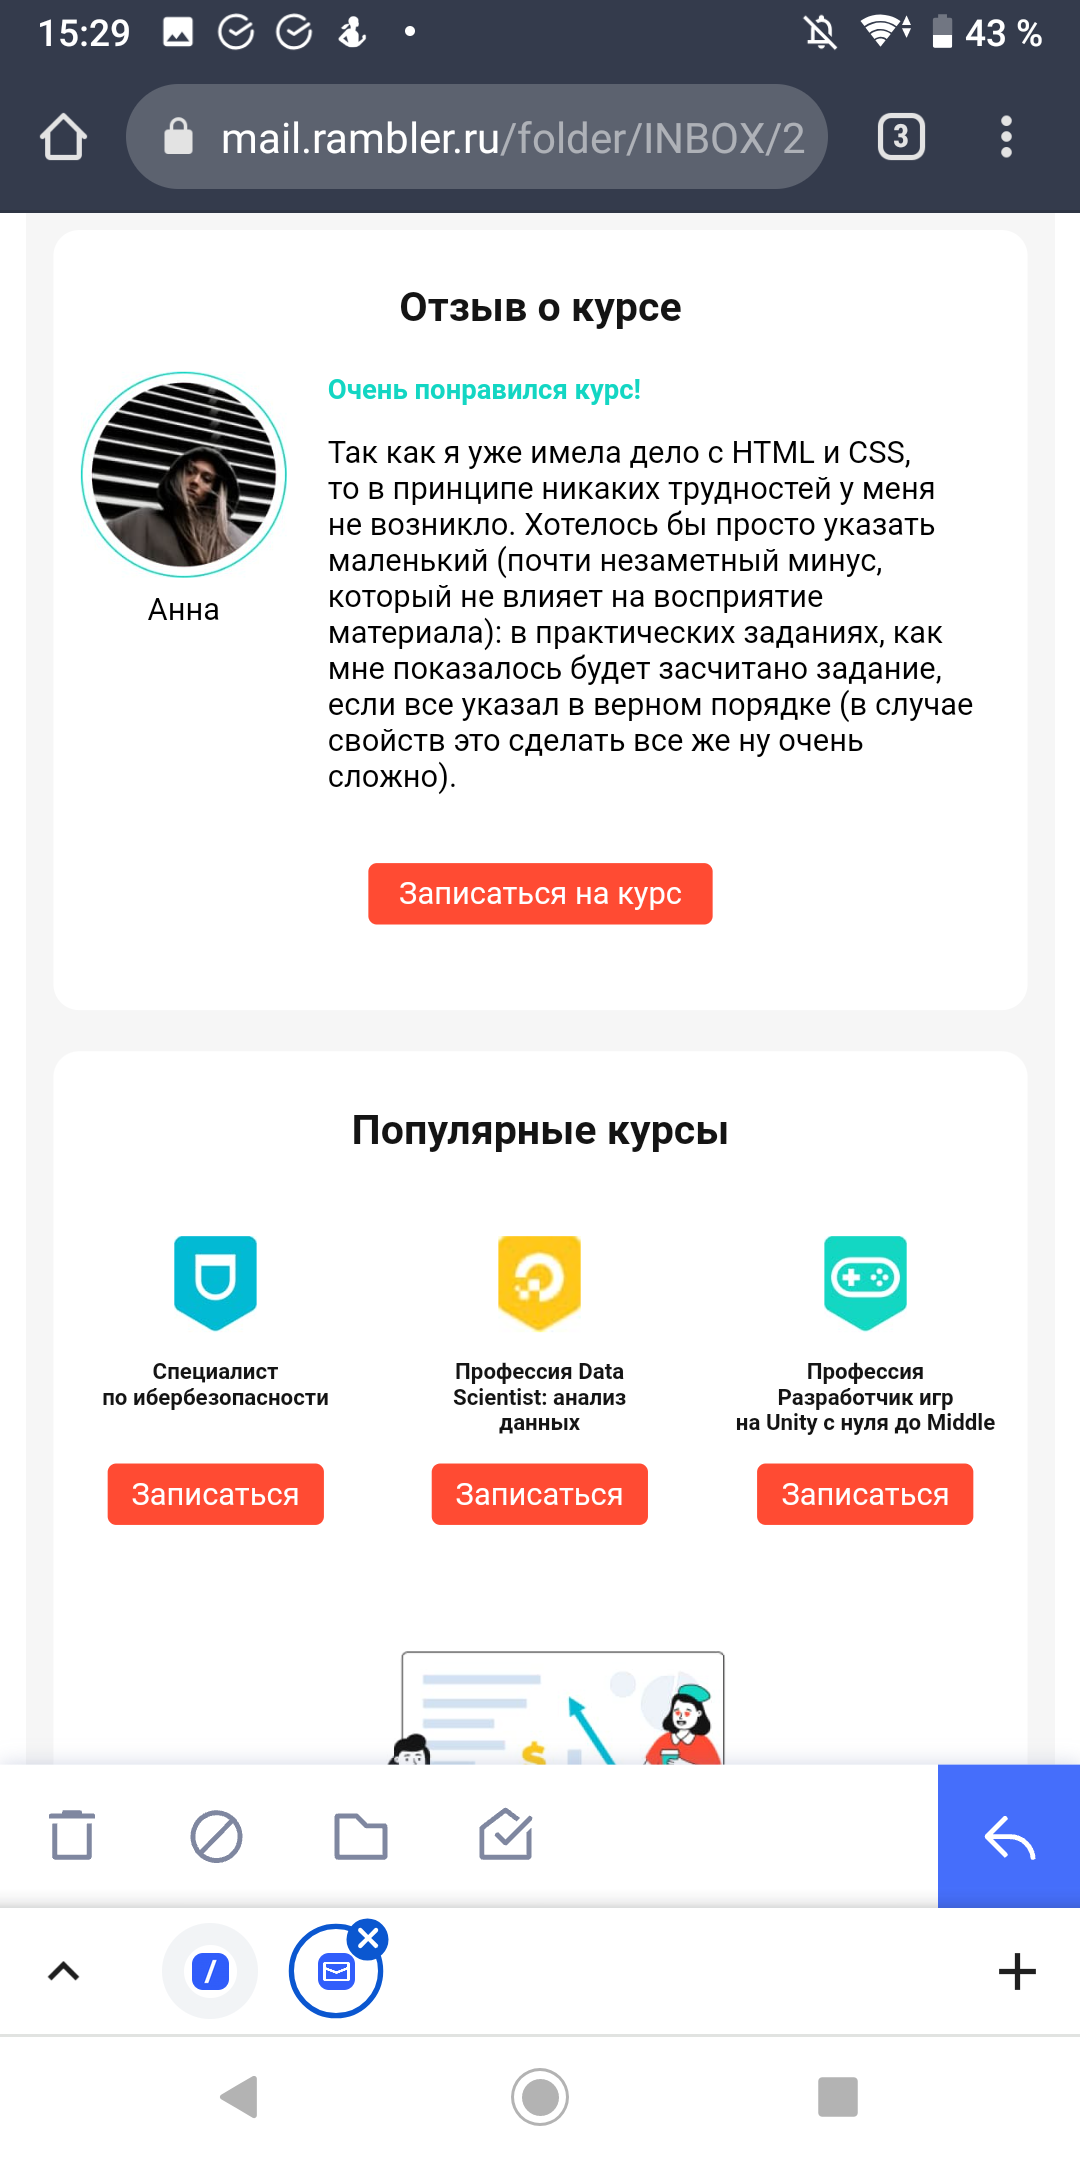 15:29
43 %
mail.rambler.ru/folder/INBOX/2
3
Отзыв о курсе
Очень понравился курс!
Так как я уже имела дело с HTML и CSS,
то в принципе никаких трудностей у меня
не возникло. Хотелось бы просто указать
маленький (почти незаметный минус,
который не влияет на восприятие
материала): в практических заданиях, как
мне показалось будет засчитано задание,
если все указал в верном порядке (в случае
свойств это сделать все же ну очень
сложно).
Анна
Записаться на курс
Популярные курсы
Специалист
по ибербезопасности
Профессия Data
Scientist: анализ
данных
Профессия
Разработчик игр
на Unity с нуля до Middle
Записаться
Записаться
Записаться
$
/